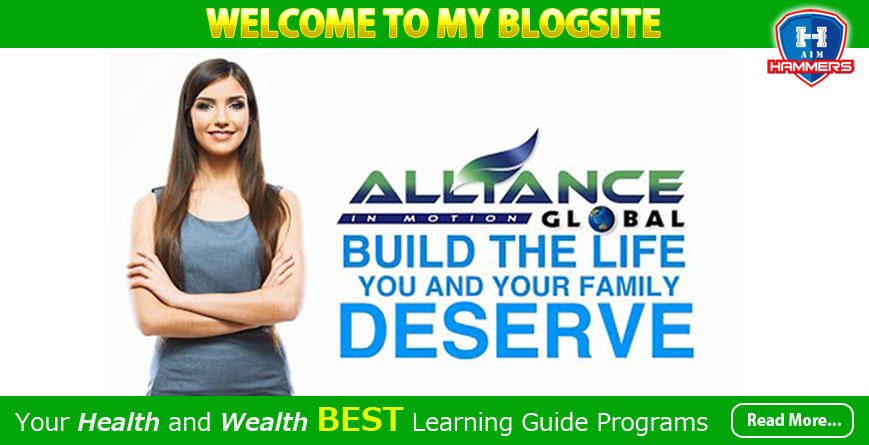 WELCOME TO MY BLOGSITE
H
AIM
HAMMERS
ALLIANCE
IN MOTION GLOBAL
BUILD THE LIFE
YOU AND YOUR FAMILY
DESERVE
Your Health and Wealth BEST Learning Guide Programs
Read More...